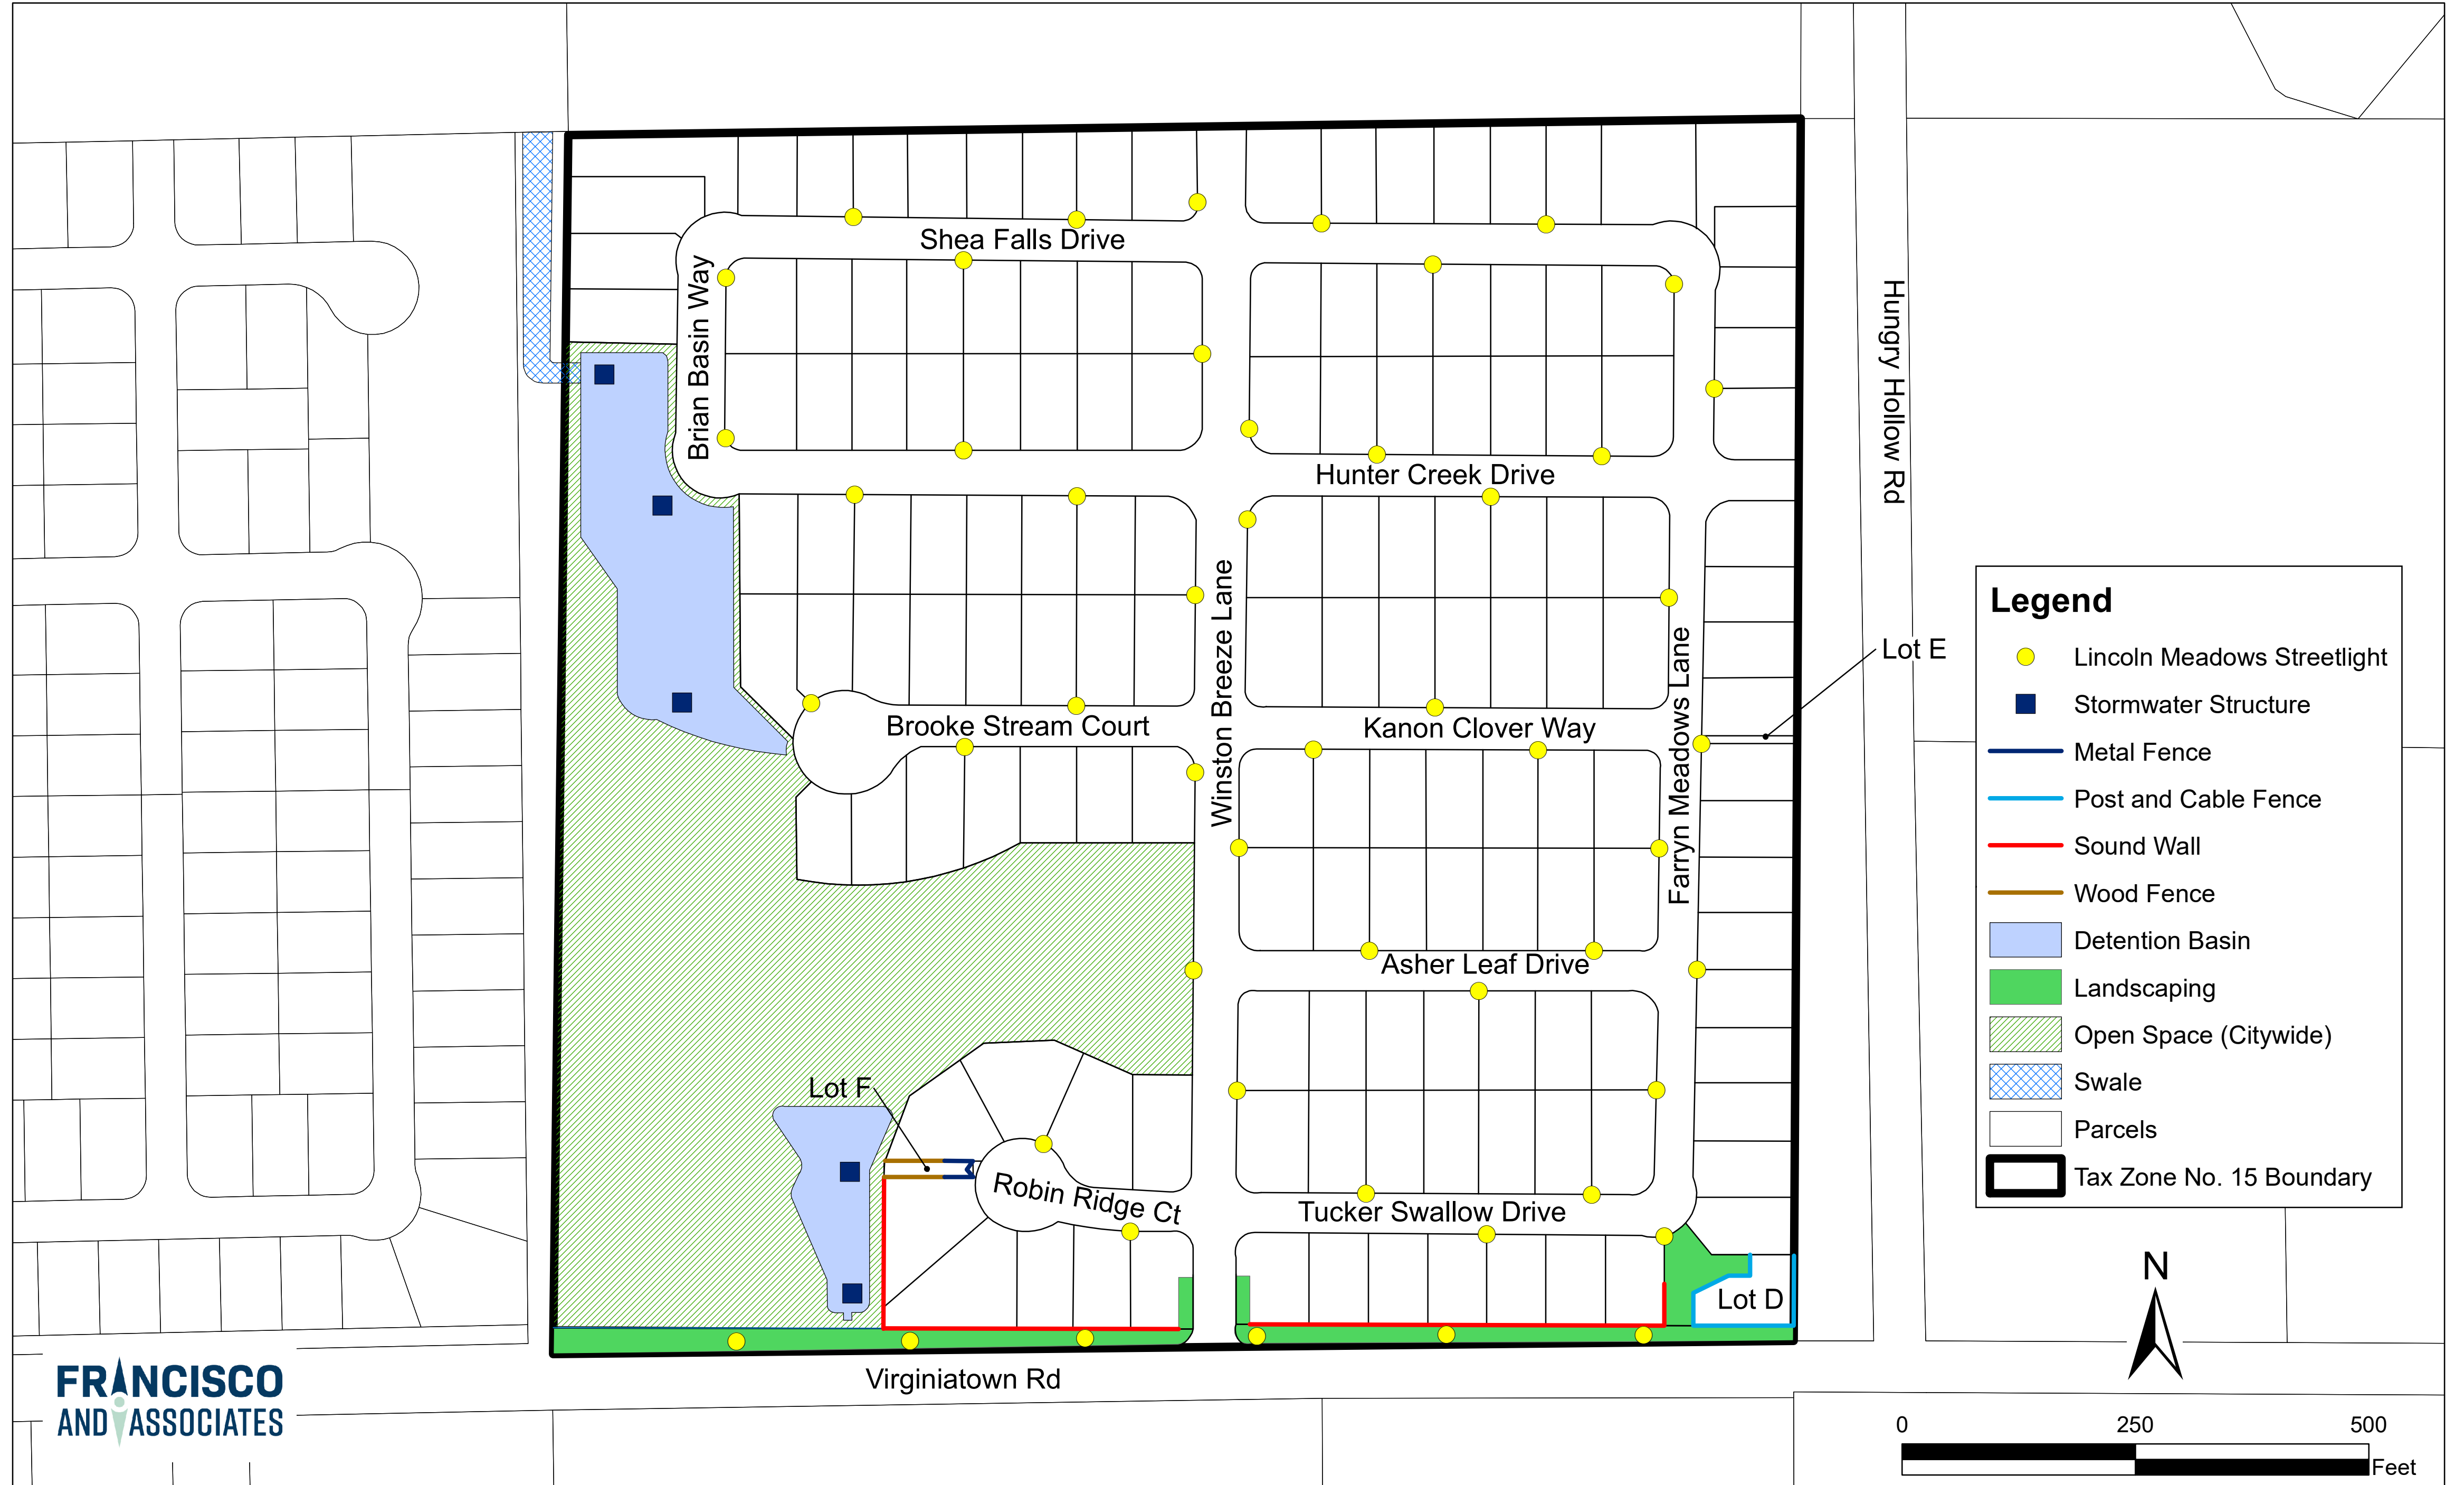 Shea Falls Drive
Brian Basin Way
Hungry Hollow Rd
Hunter Creek Drive
Winston Breeze Lane
Farryn Meadows Lane
Lot E
Brooke Stream Court
Kanon Clover Way
Asher Leaf Drive
Lot F
Robin Ridge Ct
Tucker Swallow Drive
Lot D
Virginiatown Rd
Legend
Lincoln Meadows Streetlight
Stormwater Structure
Metal Fence
Post and Cable Fence
Sound Wall
Wood Fence
Detention Basin
Landscaping
Open Space (Citywide)
Swale
Parcels
Tax Zone No. 15 Boundary
N
0 250 500
Feet
FRANCISCO
AND ASSOCIATES